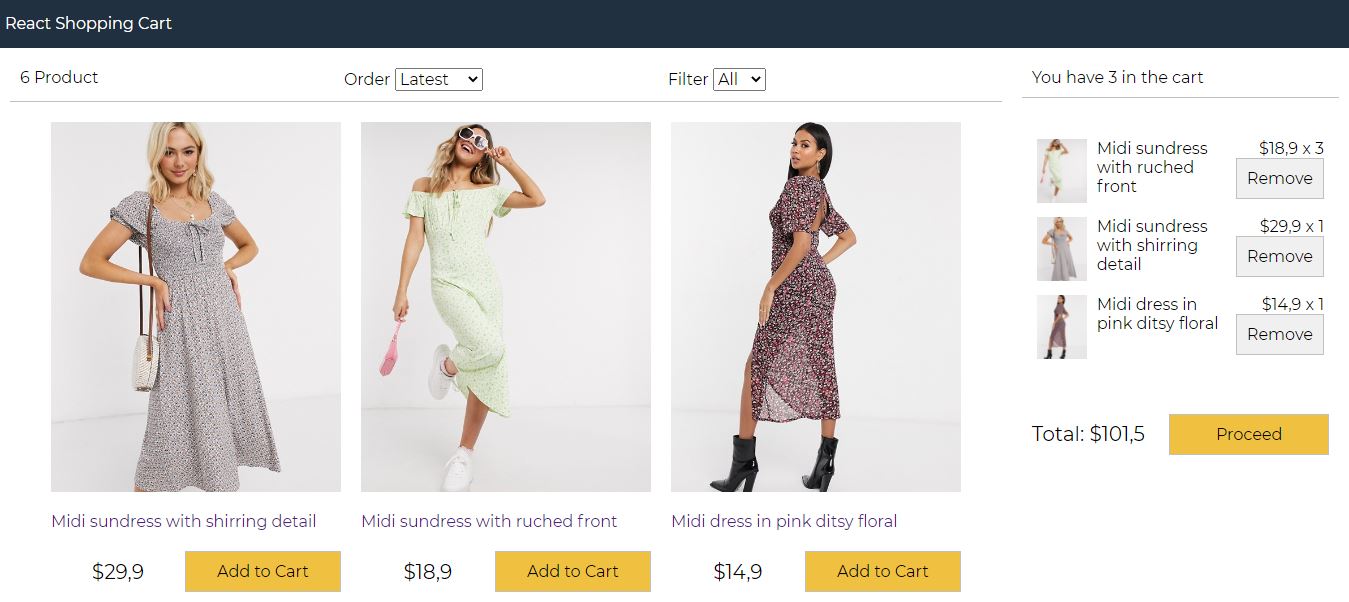 React Shopping Cart
6 Product
Order Latest
Filter All
Midi sundress with shirring detail
$29,9
Add to Cart
Midi sundress with ruched front
$18,9
Add to Cart
Midi dress in pink ditsy floral
$14,9
Add to Cart
You have 3 in the cart
Midi sundress
with ruched
front
$18,9 x 3
Remove
Midi sundress
with shirring
detail
$29,9 x 1
Remove
Midi dress in
pink ditsy floral
$14,9 x 1
Remove
Total: $101,5
Proceed